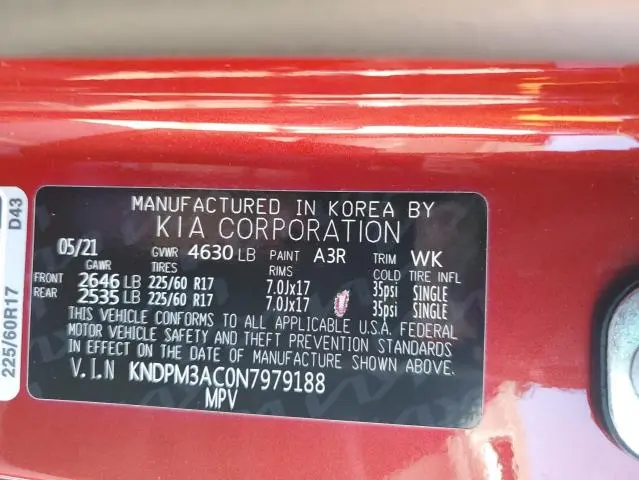 MANUFACTURED IN KOREA BY
KIA CORPORATION
05/21 GVWR 4630 LB PAINT A3R TRIM WK
GAWR TIRES RIMS COLD TIRE INFL
FRONT 2646 LB 225/60 R17 7.0Jx17 35psi SINGLE
REAR 2535 LB 225/60 R17 7.0Jx17 35psi SINGLE
THIS VEHICLE CONFORMS TO ALL APPLICABLE U.S.A. FEDERAL
MOTOR VEHICLE SAFETY AND THEFT PREVENTION STANDARDS
IN EFFECT ON THE DATE OF MANUFACTURE SHOWN ABOVE.
V.I.N KNDPM3AC0N7979188
MPV
225/60R17 D43